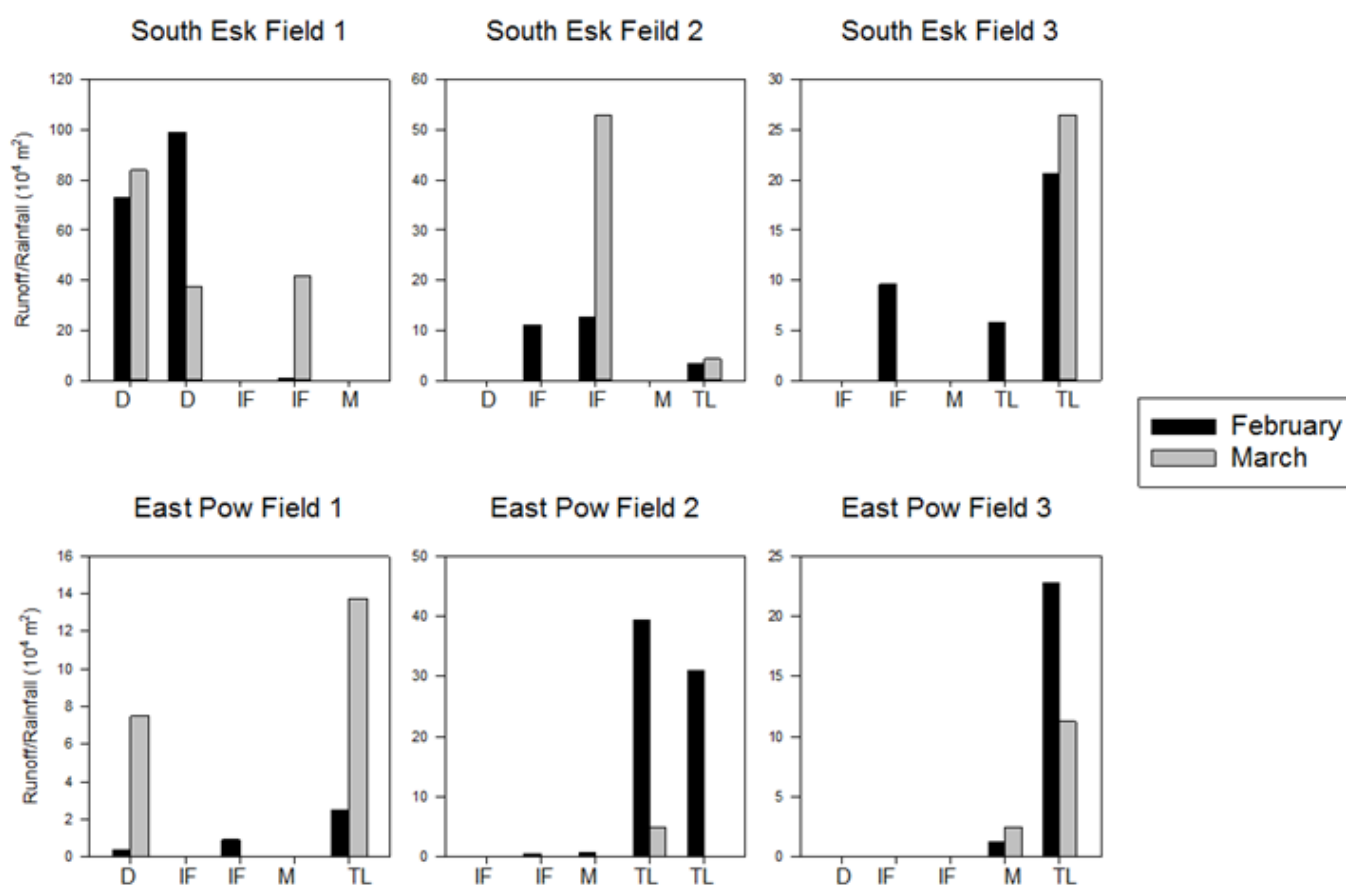 South Esk Field 1
South Esk Feild 2
South Esk Field 3
Runoff/Rainfall (10⁴ m²)
120
100
80
60
40
20
0
D D IF IF M
60
50
40
30
20
10
0
D IF IF M TL
30
25
20
15
10
5
0
IF IF M TL TL
February
March
East Pow Field 1
East Pow Field 2
East Pow Field 3
Runoff/Rainfall (10⁴ m²)
16
14
12
10
8
6
4
2
0
D IF IF M TL
50
40
30
20
10
0
IF IF M TL TL
25
20
15
10
5
0
D IF IF M TL